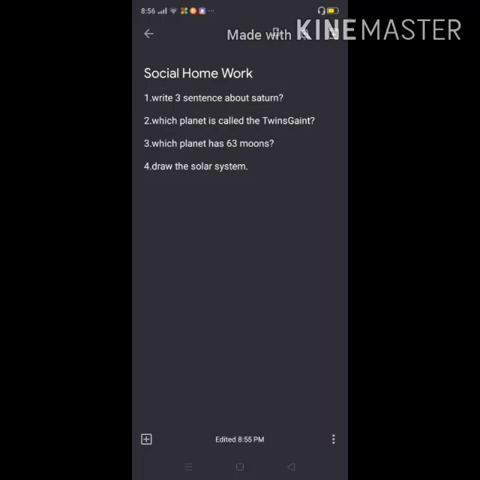 8:56
Made with KINEMASTER
Social Home Work
1.write 3 sentence about saturn?
2.which planet is called the TwinsGaint?
3.which planet has 63 moons?
4.draw the solar system.
Edited 8:55 PM